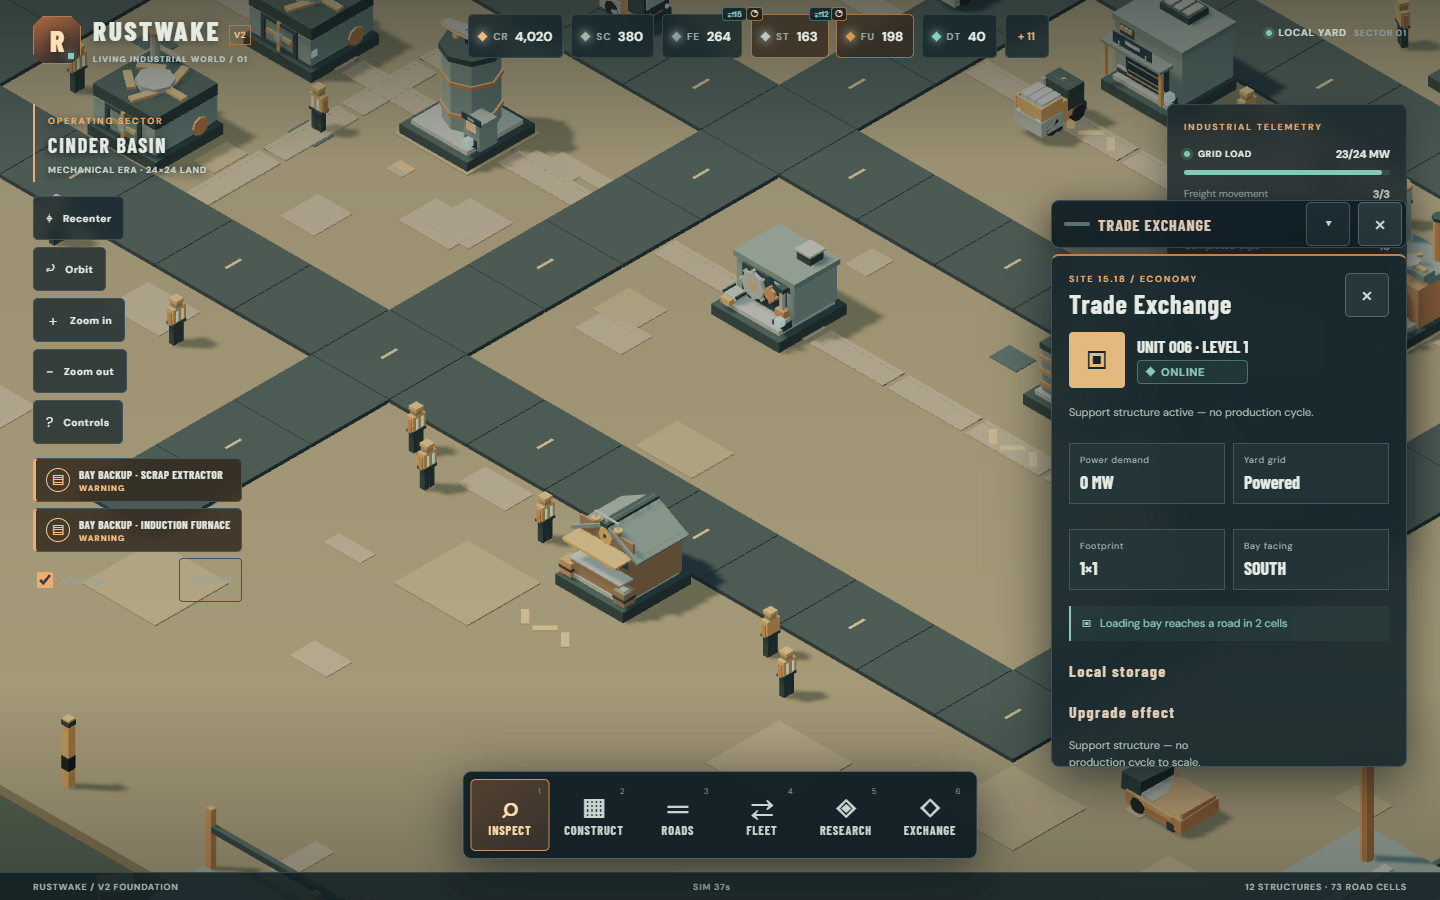 R
RUSTWAKE V2
LIVING INDUSTRIAL WORLD / 01
CR 4,020
SC 380
FE 264
⇄15
ST 163
⇄12
FU 198
DT 40
+11
LOCAL YARD SECTOR 01
OPERATING SECTOR
CINDER BASIN
MECHANICAL ERA · 24×24 LAND
Recenter
Orbit
+ Zoom in
− Zoom out
? Controls
BAY BACKUP · SCRAP EXTRACTOR
WARNING
BAY BACKUP · INDUCTION FURNACE
WARNING
INDUSTRIAL TELEMETRY
GRID LOAD 23/24 MW
Freight movement 3/3
TRADE EXCHANGE ▼ ×
SITE 15.18 / ECONOMY
Trade Exchange ×
UNIT 006 · LEVEL 1
◆ ONLINE
Support structure active — no production cycle.
Power demand
0 MW
Yard grid
Powered
Footprint
1×1
Bay facing
SOUTH
Loading bay reaches a road in 2 cells
Local storage
Upgrade effect
Support structure — no
production cycle to scale.
1
INSPECT
2
CONSTRUCT
3
ROADS
4
FLEET
5
RESEARCH
6
EXCHANGE
RUSTWAKE / V2 FOUNDATION
SIM 37s
12 STRUCTURES · 73 ROAD CELLS